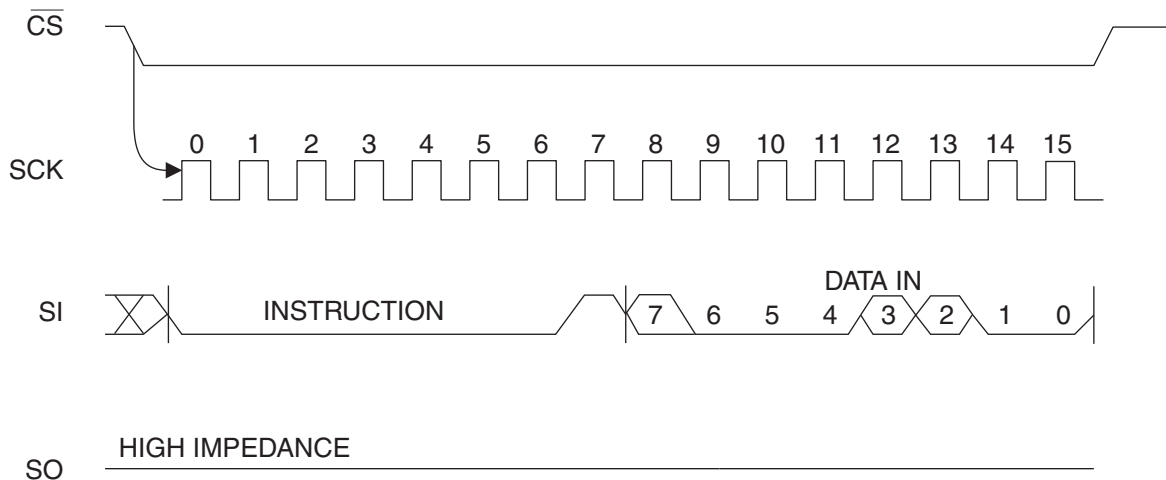 CS
SCK
0 1 2 3 4 5 6 7 8 9 10 11 12 13 14 15
DATA IN
SI
INSTRUCTION
7 6 5 4 3 2 1 0
HIGH IMPEDANCE
SO